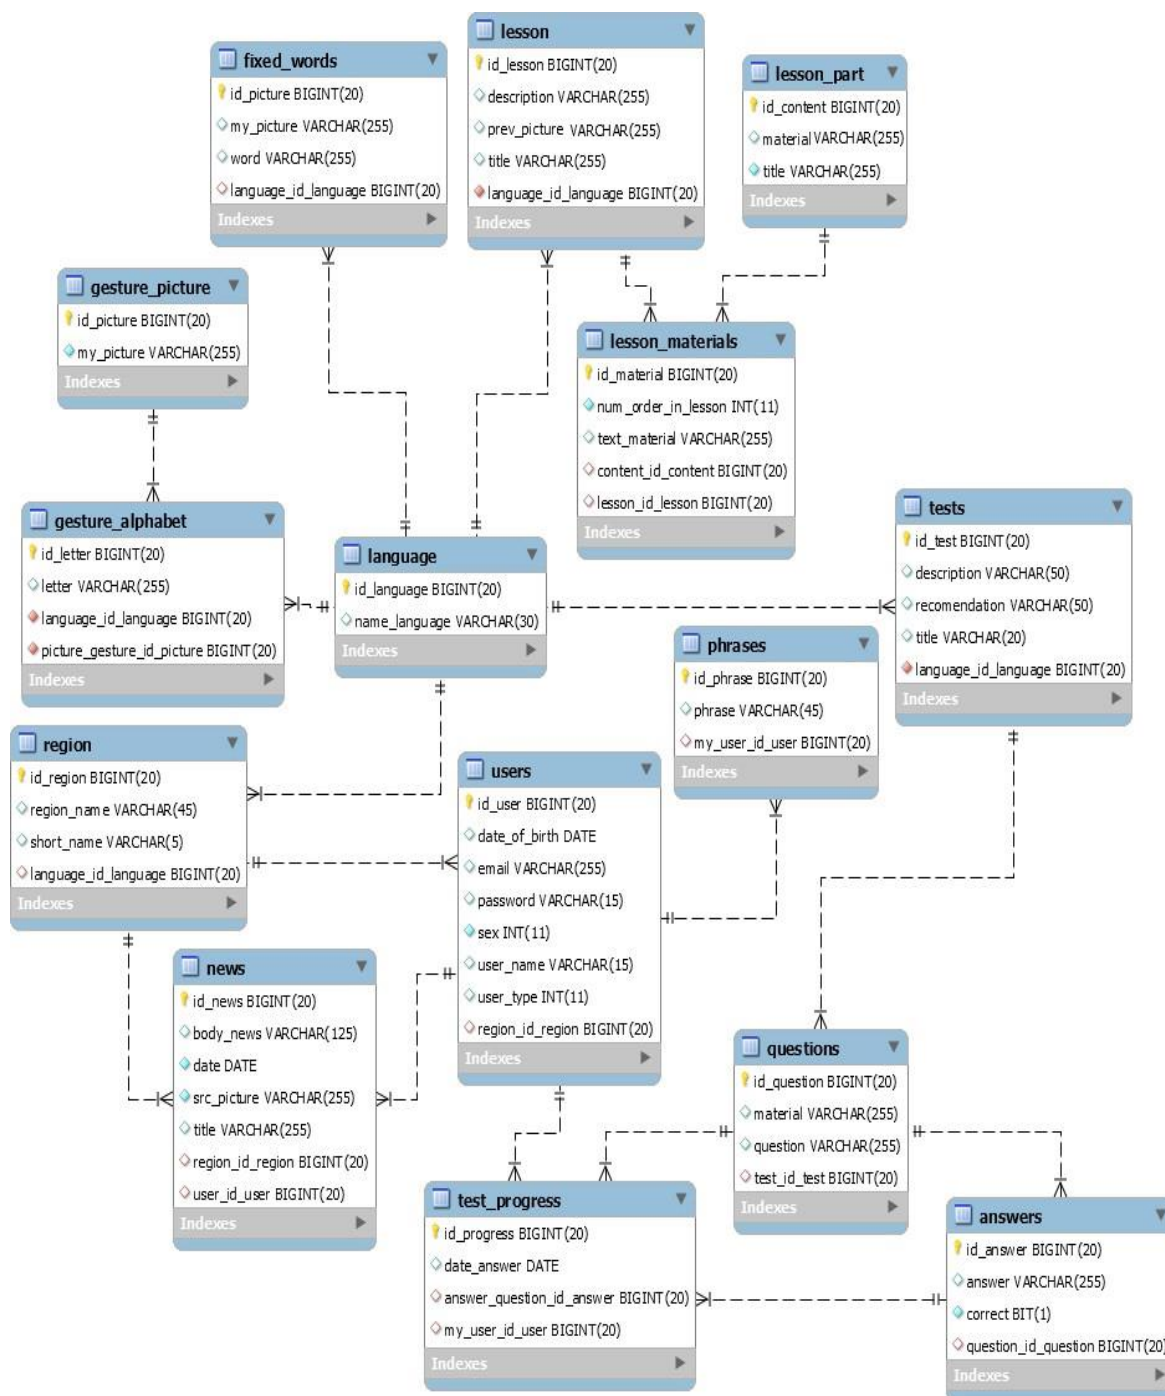 lesson
id_lesson BIGINT(20)
description VARCHAR(255)
prev_picture VARCHAR(255)
title VARCHAR(255)
language_id_language BIGINT(20)
Indexes
fixed_words
id_picture BIGINT(20)
my_picture VARCHAR(255)
word VARCHAR(255)
language_id_language BIGINT(20)
Indexes
lesson_part
id_content BIGINT(20)
material VARCHAR(255)
title VARCHAR(255)
Indexes
gesture_picture
id_picture BIGINT(20)
my_picture VARCHAR(255)
Indexes
lesson_materials
id_material BIGINT(20)
num_order_in_lesson INT(11)
text_material VARCHAR(255)
content_id_content BIGINT(20)
lesson_id_lesson BIGINT(20)
Indexes
gesture_alphabet
id_letter BIGINT(20)
letter VARCHAR(255)
language_id_language BIGINT(20)
picture_gesture_id_picture BIGINT(20)
Indexes
language
id_language BIGINT(20)
name_language VARCHAR(30)
Indexes
tests
id_test BIGINT(20)
description VARCHAR(50)
recomendation VARCHAR(50)
title VARCHAR(20)
language_id_language BIGINT(20)
Indexes
phrases
id_phrase BIGINT(20)
phrase VARCHAR(45)
my_user_id_user BIGINT(20)
Indexes
region
id_region BIGINT(20)
region_name VARCHAR(45)
short_name VARCHAR(5)
language_id_language BIGINT(20)
Indexes
users
id_user BIGINT(20)
date_of_birth DATE
email VARCHAR(255)
password VARCHAR(15)
sex INT(11)
user_name VARCHAR(15)
user_type INT(11)
region_id_region BIGINT(20)
Indexes
news
id_news BIGINT(20)
body_news VARCHAR(125)
date DATE
src_picture VARCHAR(255)
title VARCHAR(255)
region_id_region BIGINT(20)
user_id_user BIGINT(20)
Indexes
questions
id_question BIGINT(20)
material VARCHAR(255)
question VARCHAR(255)
test_id_test BIGINT(20)
Indexes
test_progress
id_progress BIGINT(20)
date_answer DATE
answer_question_id_answer BIGINT(20)
my_user_id_user BIGINT(20)
Indexes
answers
id_answer BIGINT(20)
answer VARCHAR(255)
correct BIT(1)
question_id_question BIGINT(20)
Indexes